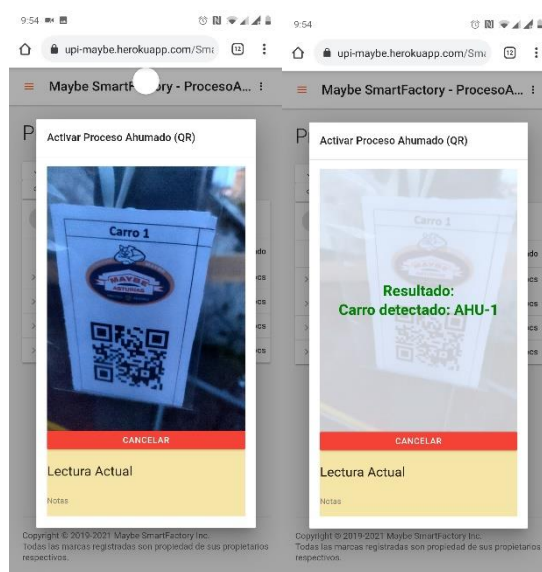 9:54
upi-maybe.herokuapp.com/Sma
12
Maybe SmartF ory - ProcesoA...
P
Activar Proceso Ahumado (QR)
Carro 1
MAYBE
ASTURIAS
CANCELAR
Lectura Actual
Notas
Copyright © 2019-2021 Maybe SmartFactory Inc.
Todas las marcas registradas son propiedad de sus propietarios
respectivos.
9:54
upi-maybe.herokuapp.com/Sma
12
Maybe SmartFactory - ProcesoA...
P
Activar Proceso Ahumado (QR)
Carro 1
Resultado:
Carro detectado: AHU-1
CANCELAR
Lectura Actual
Notas
Copyright © 2019-2021 Maybe SmartFactory Inc.
Todas las marcas registradas son propiedad de sus propietarios
respectivos.